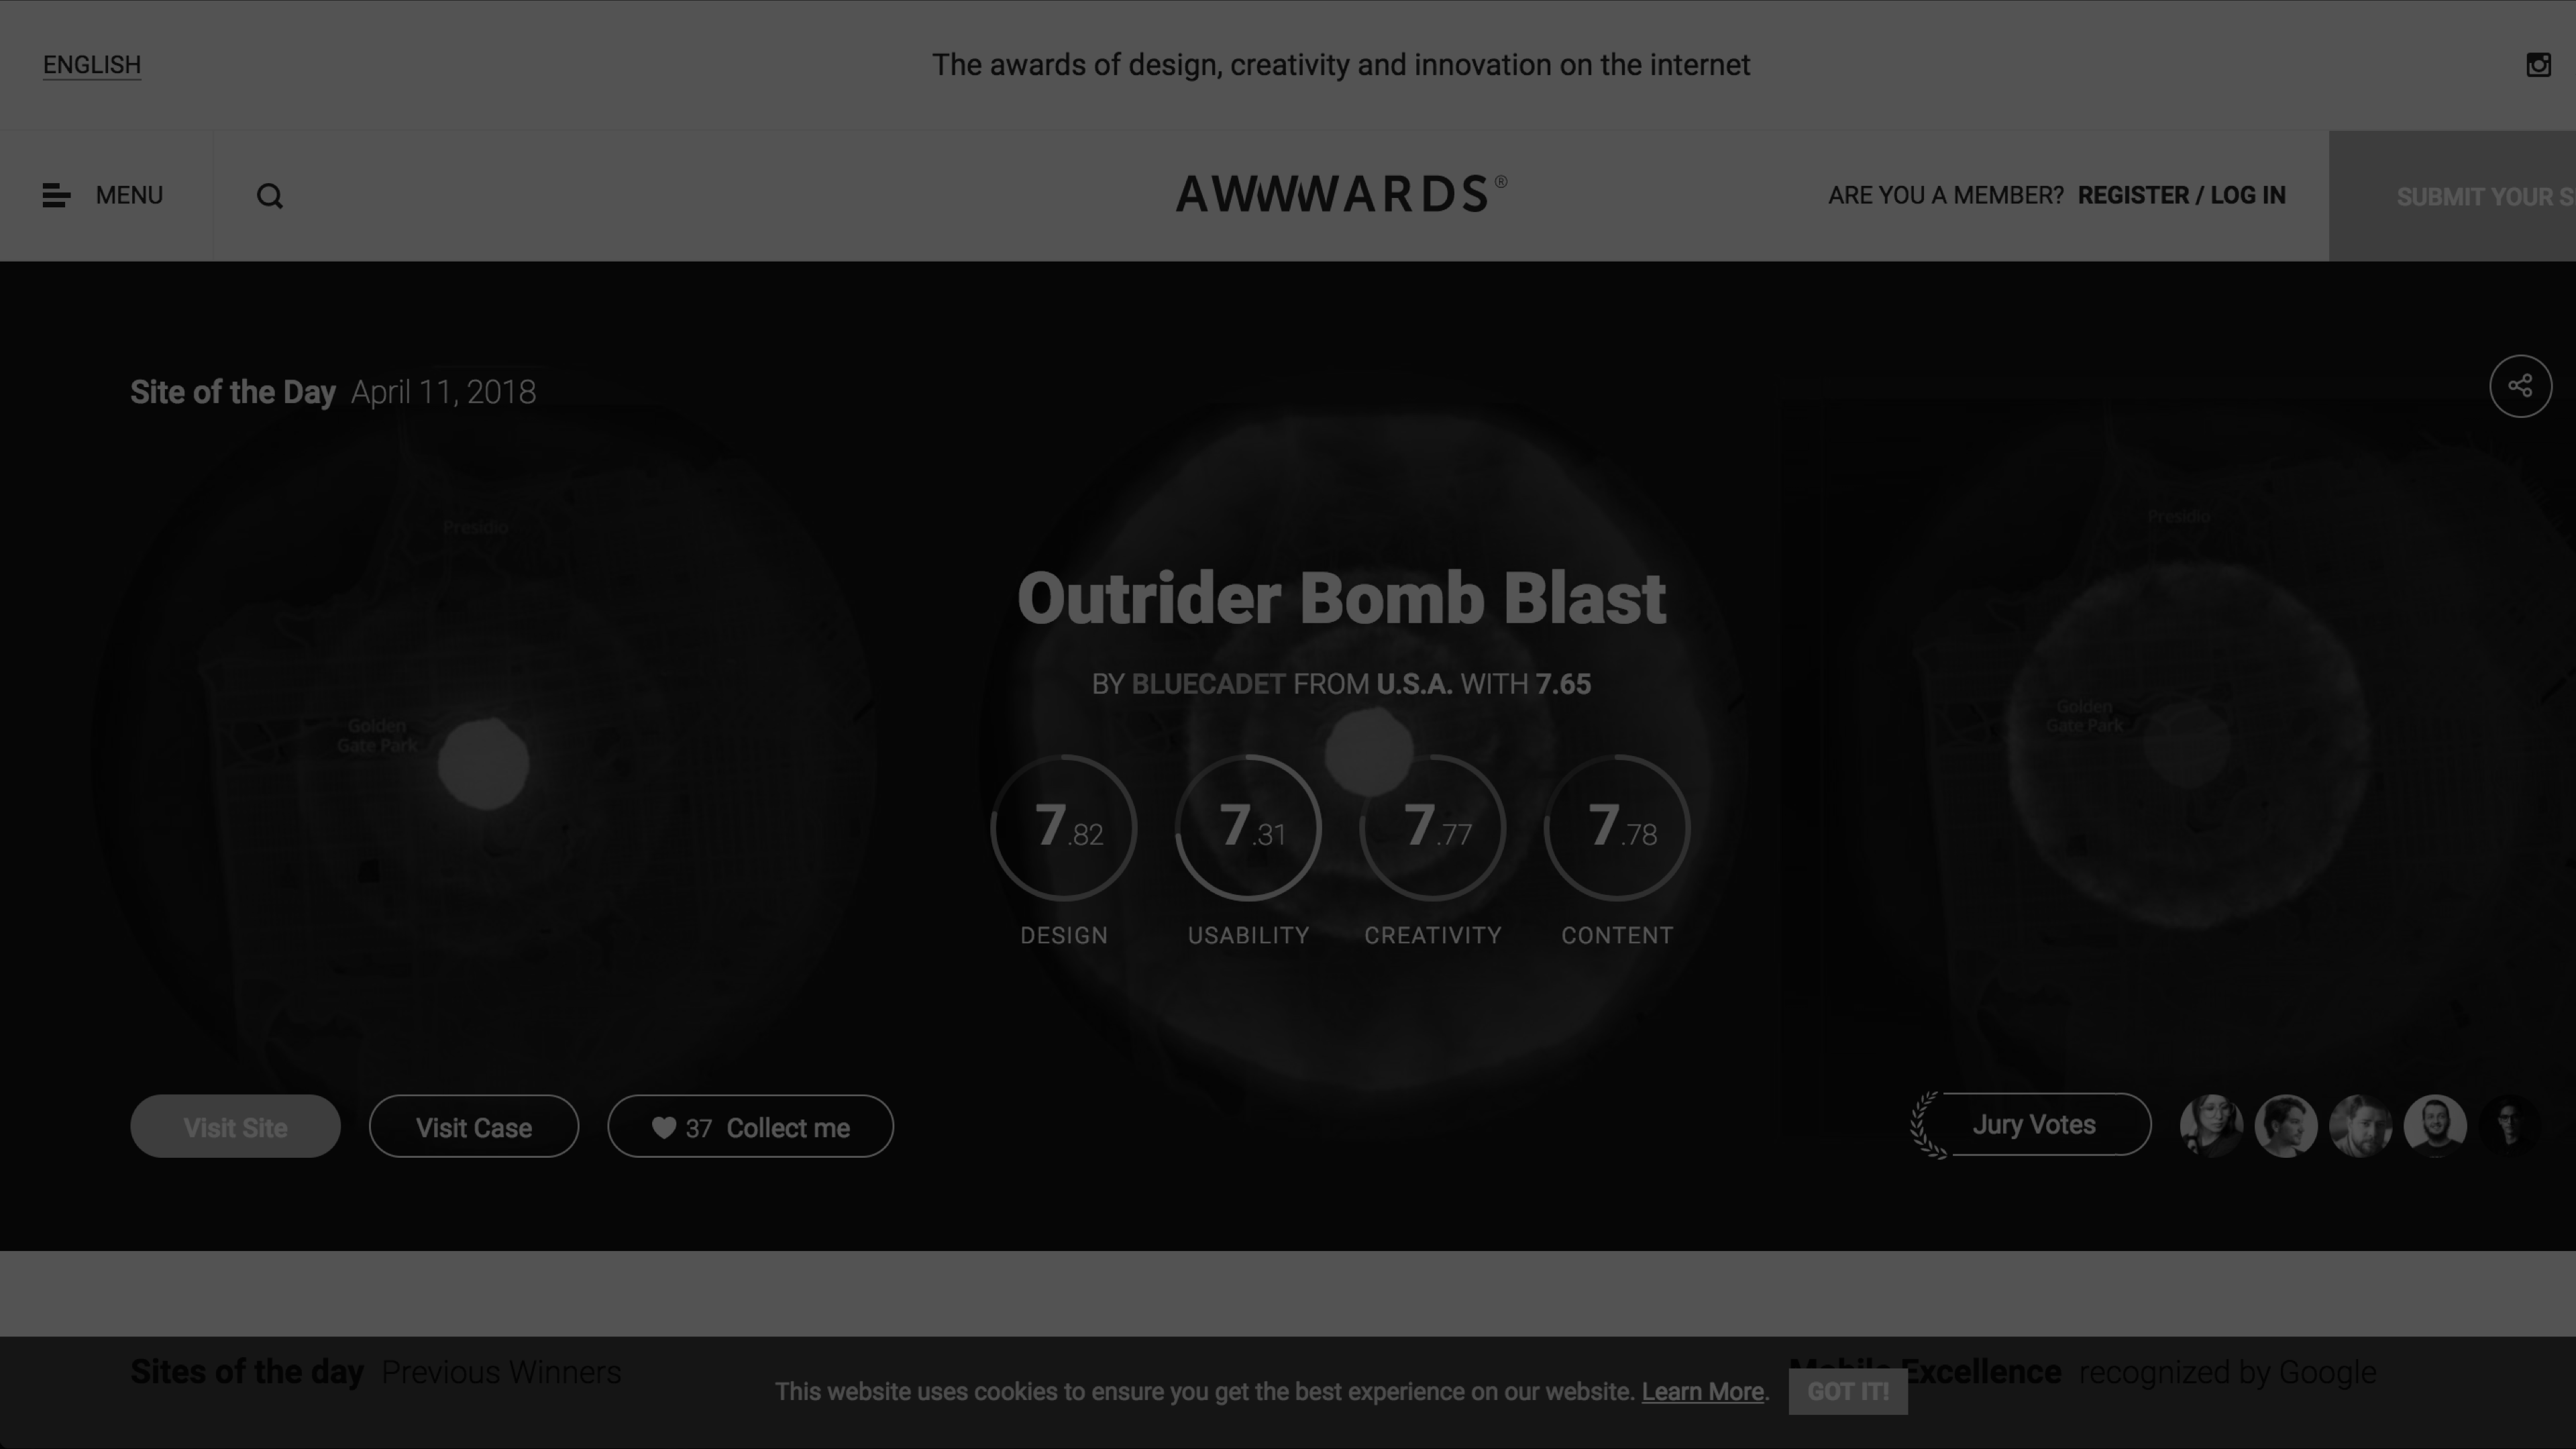 ENGLISH
The awards of design, creativity and innovation on the internet
MENU
AWWWARDS®
ARE YOU A MEMBER? REGISTER / LOG IN
SUBMIT YOUR S
Site of the Day April 11, 2018
Presidio
Presidio
Outrider Bomb Blast
BY BLUECADET FROM U.S.A. WITH 7.65
Golden
Gate Park
Golden
Gate Park
7.82
7.31
7.77
7.78
DESIGN
USABILITY
CREATIVITY
CONTENT
Visit Site
Visit Case
37 Collect me
Jury Votes
Sites of the day Previous Winners
Mobile Excellence recognized by Google
This website uses cookies to ensure you get the best experience on our website. Learn More.
GOT IT!